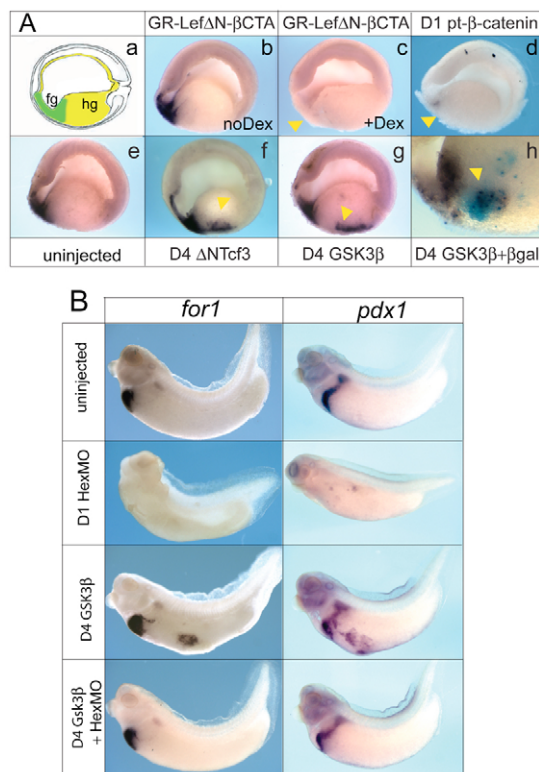 A
GR-LefΔN-βCTA
GR-LefΔN-βCTA
D1 pt-β-catenin
a
fg
hg
b
noDex
c
+Dex
d
e
f
g
h
uninjected
D4 ΔNTcf3
D4 GSK3β
D4 GSK3β+βgal
B
for1
pdx1
uninjected
D1 HexMO
D4 GSK3β
D4 Gsk3β
+ HexMO